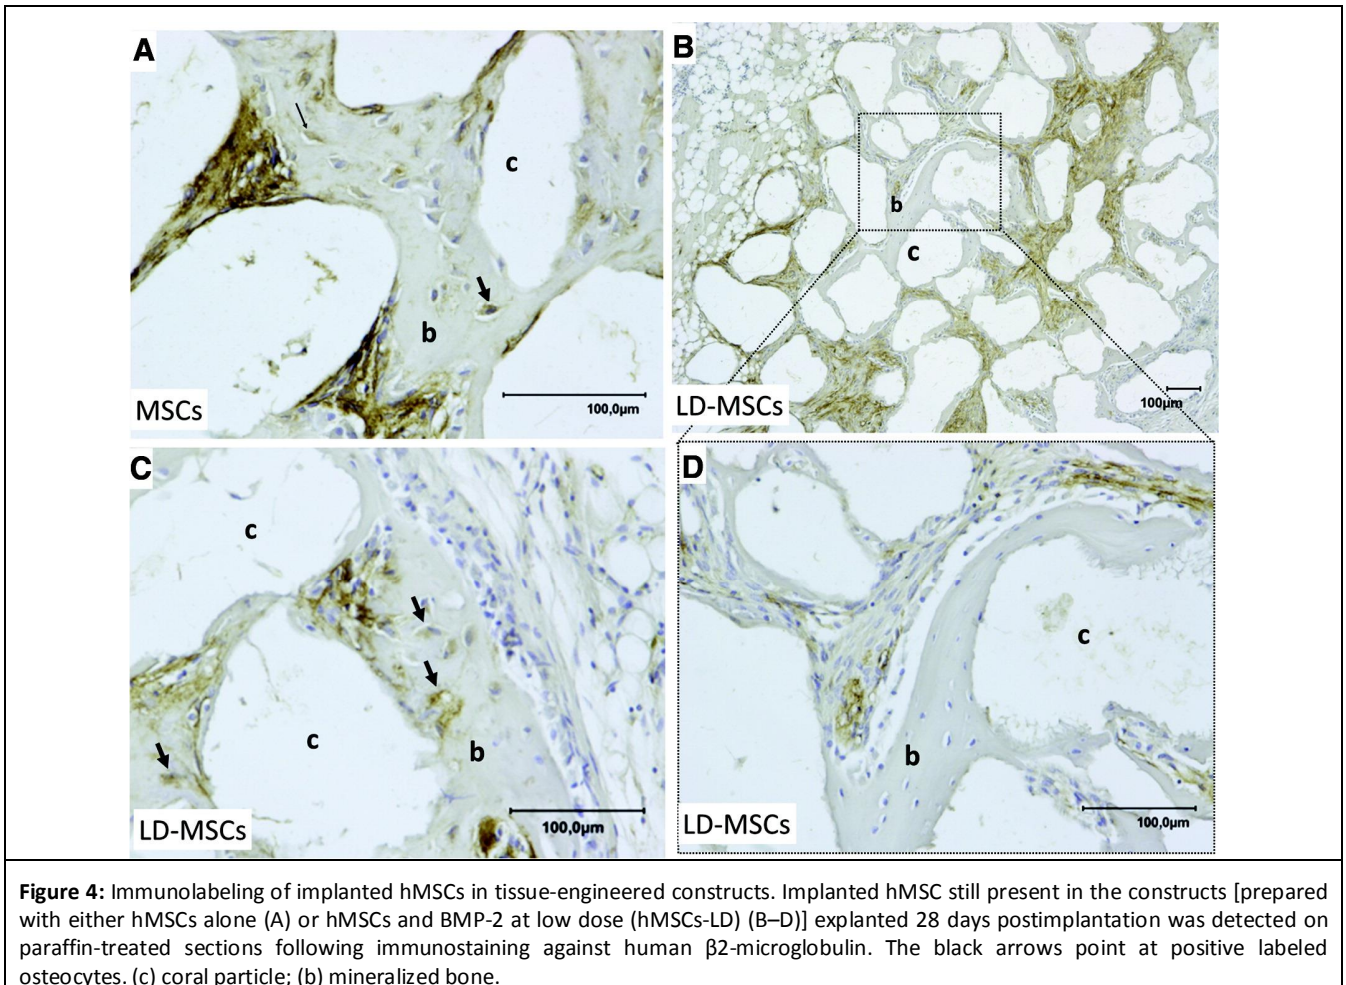 A
c
b
MSCs
100,0µm
B
b
c
LD-MSCs
100µm
C
c
c
b
LD-MSCs
100,0µm
D
c
b
LD-MSCs
100,0µm
Figure 4: Immunolabeling of implanted hMSCs in tissue-engineered constructs. Implanted hMSC still present in the constructs [prepared
with either hMSCs alone (A) or hMSCs and BMP-2 at low dose (hMSCs-LD) (B–D)] explanted 28 days postimplantation was detected on
paraffin-treated sections following immunostaining against human β2-microglobulin. The black arrows point at positive labeled
osteocytes. (c) coral particle; (b) mineralized bone.